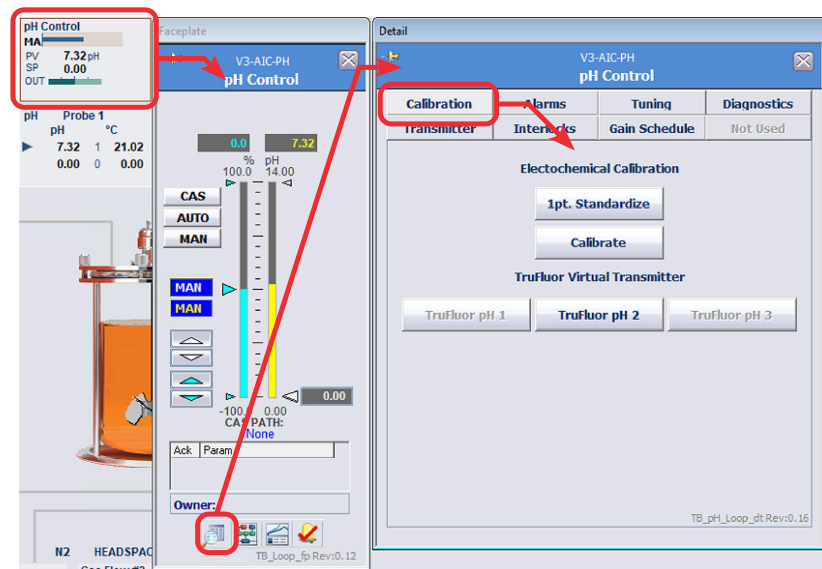 pH Control
MA
PV 7.32 pH
SP 0.00
OUT
pH Probe 1
pH °C
7.32 1 21.02
0.00 0 0.00
N2 HEADSPAC
Faceplate
V3-AIC-PH
pH Control
0.0 7.32
% pH
100.0 14.00
CAS
AUTO
MAN
MAN
MAN
0.00
-100.0 0.00
CAS PATH:
None
Ack Param
Owner:
TB_Loop_fp Rev:0.12
Detail
V3-AIC-PH
pH Control
Calibration Alarms Tuning Diagnostics
Transmitter Interlocks Gain Schedule Not Used
Electochemical Calibration
1pt. Standardize
Calibrate
TruFluor Virtual Transmitter
TruFluor pH 1 TruFluor pH 2 TruFluor pH 3
TB_pH_Loop_dt Rev:0.16